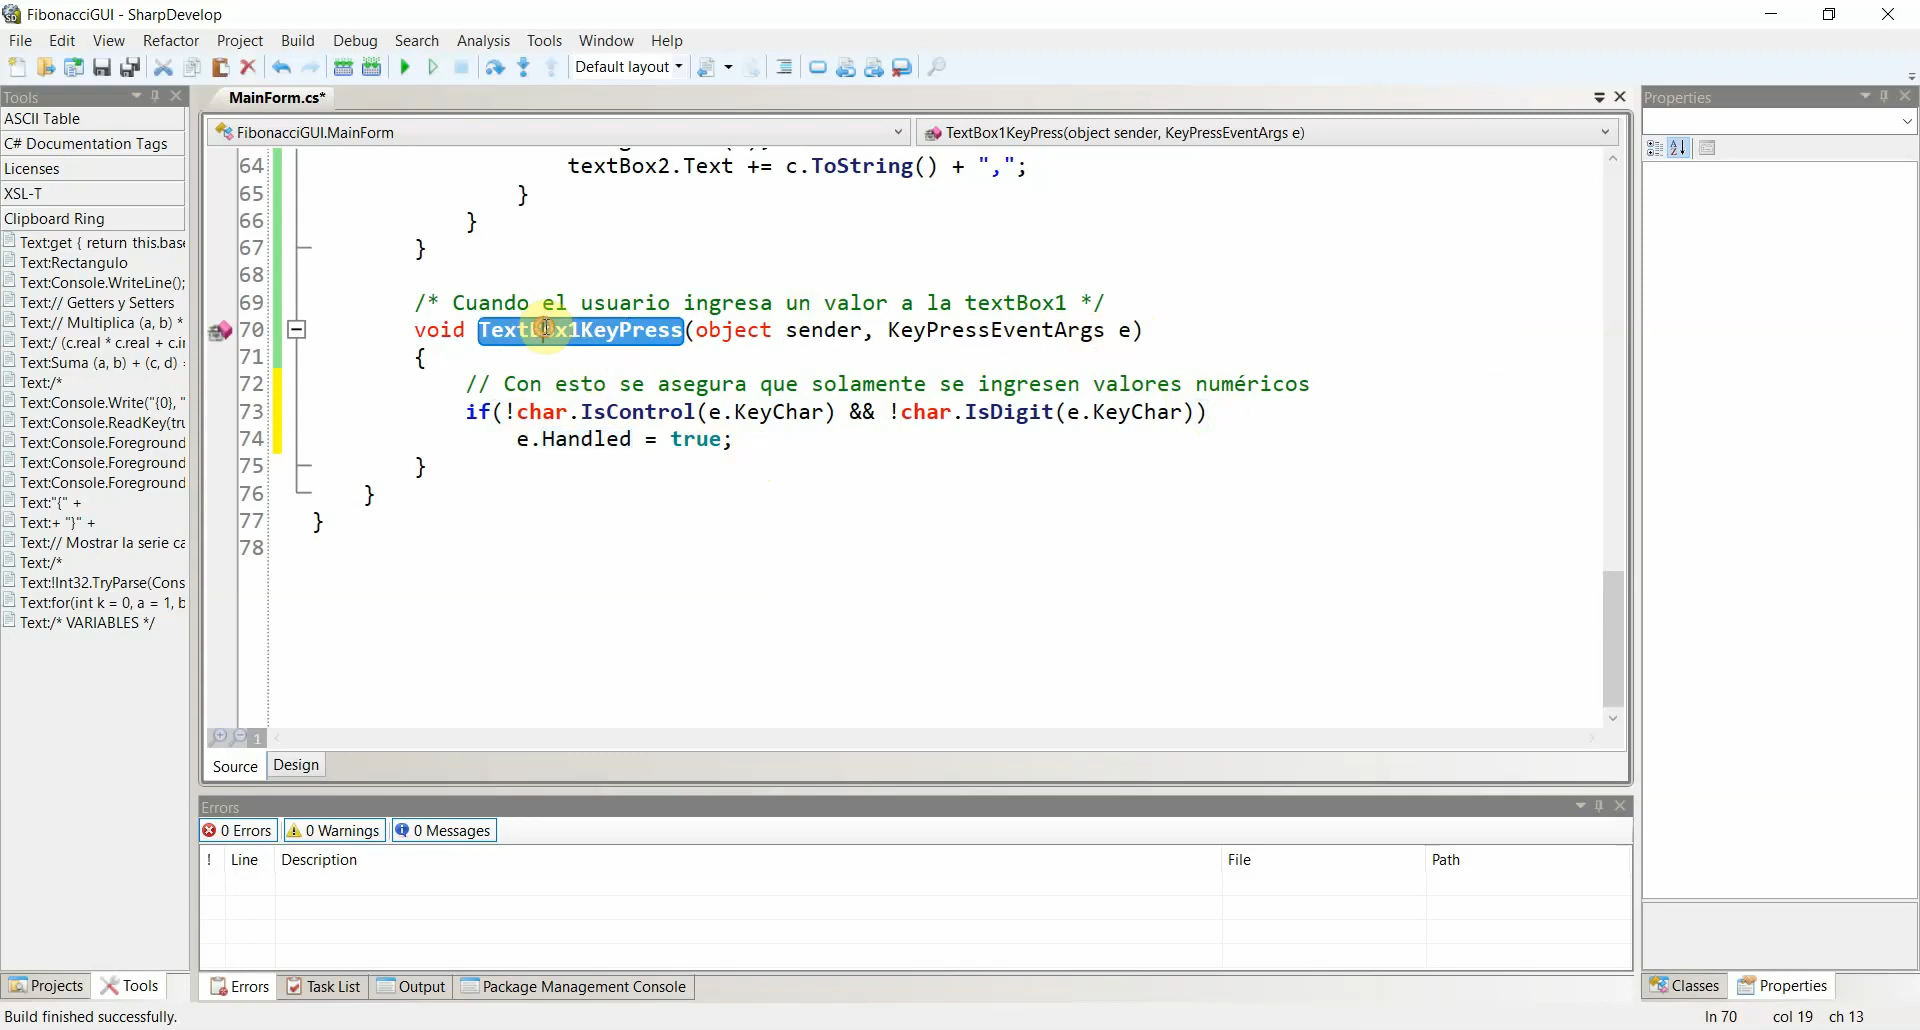 FibonacciGUI - SharpDevelop
File Edit View Refactor Project Build Debug Search Analysis Tools Window Help
Default layout
Tools
MainForm.cs*
Properties
ASCII Table
C# Documentation Tags
Licenses
XSL-T
Clipboard Ring
Text:get { return this.base
Text:Rectangulo
Text:Console.WriteLine();
Text:// Getters y Setters
Text:// Multiplica (a, b) *
Text:/ (c.real * c.real + c.i
Text:Suma (a, b) + (c, d) =
Text:/*
Text:Console.Write("{0}, "
Text:Console.ReadKey(tru
Text:Console.Foreground
Text:Console.Foreground
Text:Console.Foreground
Text:"{" +
Text:+ "}" +
Text:// Mostrar la serie ca
Text:/*
Text:!Int32.TryParse(Cons
Text:for(int k = 0, a = 1, b
Text:/* VARIABLES */
FibonacciGUI.MainForm
TextBox1KeyPress(object sender, KeyPressEventArgs e)
64 textBox2.Text += c.ToString() + ",";
65 }
66 }
67 }
68
69 /* Cuando el usuario ingresa un valor a la textBox1 */
70 void TextBox1KeyPress(object sender, KeyPressEventArgs e)
71 {
72 // Con esto se asegura que solamente se ingresen valores numéricos
73 if(!char.IsControl(e.KeyChar) && !char.IsDigit(e.KeyChar))
74 e.Handled = true;
75 }
76 }
77 }
78
1
Source Design
Errors
0 Errors 0 Warnings 0 Messages
! Line Description File Path
Projects Tools
Errors Task List Output Package Management Console
Classes Properties
Build finished successfully.
ln 70 col 19 ch 13